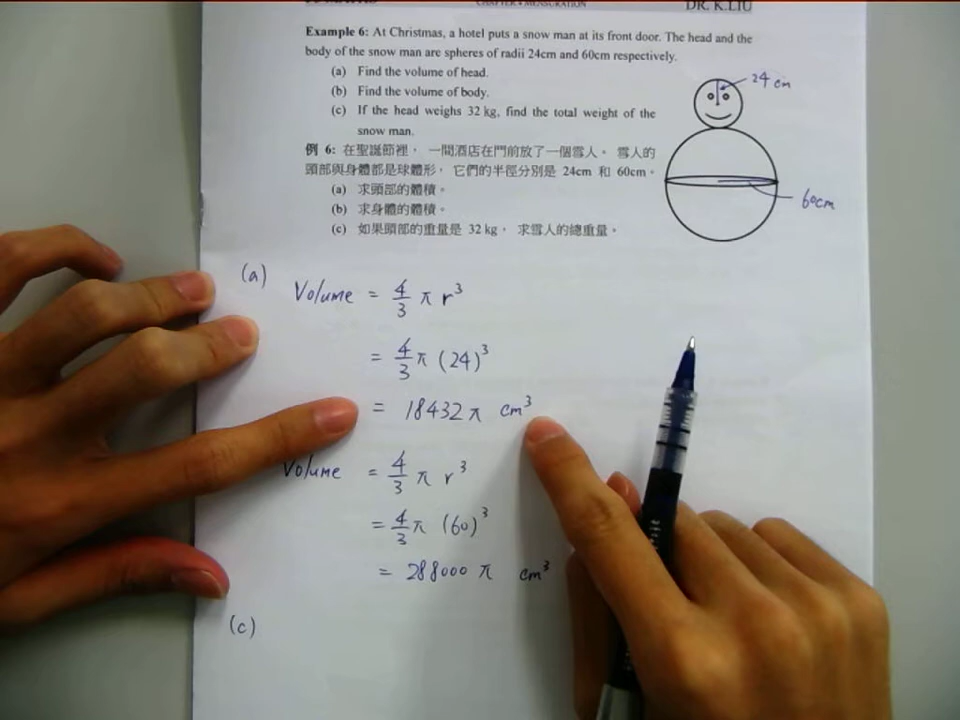 CHAPTER 4 MENSURATION DR. K.LIU
Example 6: At Christmas, a hotel puts a snow man at its front door. The head and the
body of the snow man are spheres of radii 24cm and 60cm respectively.
(a) Find the volume of head.
(b) Find the volume of body.
(c) If the head weighs 32 kg, find the total weight of the
snow man.
例 6: 在聖誕節裡， 一間酒店在門前放了一個雪人。 雪人的
頭部與身體都是球體形， 它們的半徑分別是 24cm 和 60cm。
(a) 求頭部的體積。
(b) 求身體的體積。
(c) 如果頭部的重量是 32 kg， 求雪人的總重量。
24 cm
60cm
(a) Volume = 4/3 π r³
= 4/3 π (24)³
= 18432 π cm³
Volume = 4/3 π r³
= 4/3 π (60)³
= 288000 π cm³
(c)